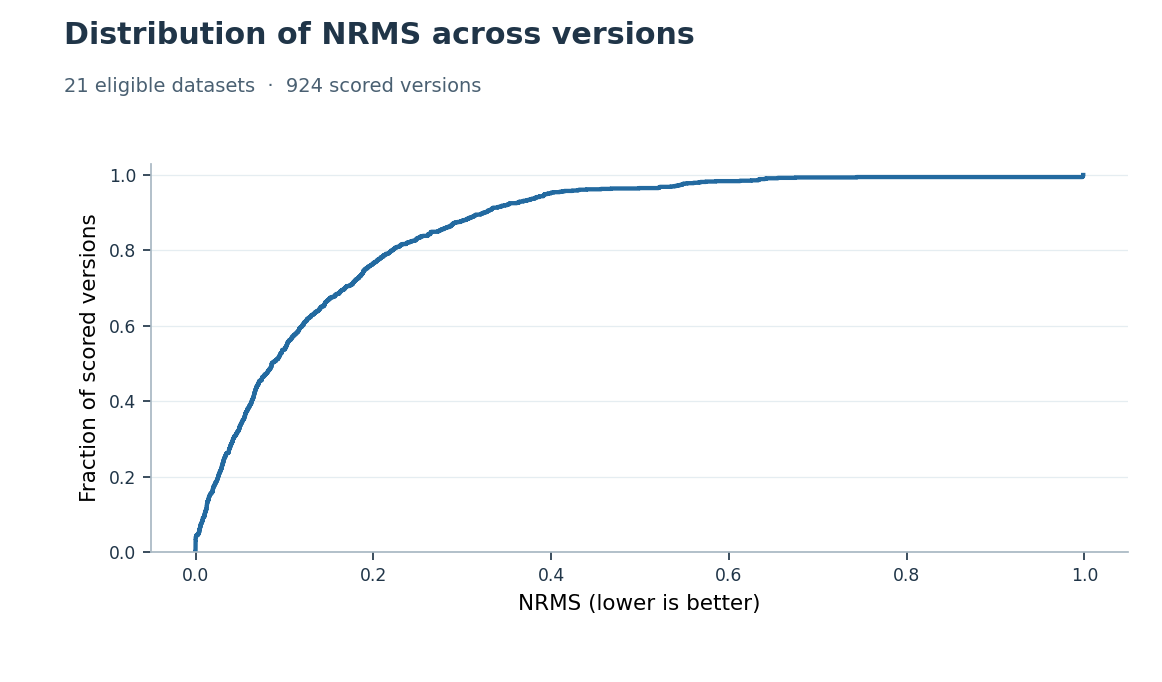 Distribution of NRMS across versions
21 eligible datasets · 924 scored versions
Fraction of scored versions
1.0
0.8
0.6
0.4
0.2
0.0
0.0 0.2 0.4 0.6 0.8 1.0
NRMS (lower is better)